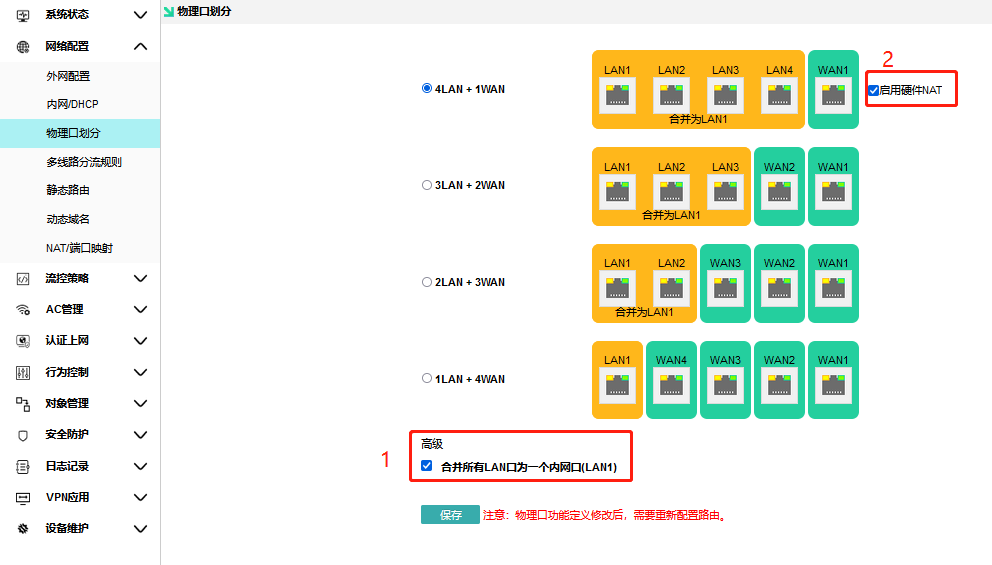 系统状态
网络配置
外网配置
内网/DHCP
物理口划分
多线路分流规则
静态路由
动态域名
NAT/端口映射
流控策略
AC管理
认证上网
行为控制
对象管理
安全防护
日志记录
VPN应用
设备维护
物理口划分
4LAN + 1WAN
LAN1 LAN2 LAN3 LAN4 WAN1
合并为LAN1
2
启用硬件NAT
3LAN + 2WAN
LAN1 LAN2 LAN3 WAN2 WAN1
合并为LAN1
2LAN + 3WAN
LAN1 LAN2 WAN3 WAN2 WAN1
合并为LAN1
1LAN + 4WAN
LAN1 WAN4 WAN3 WAN2 WAN1
1
高级
合并所有LAN口为一个内网口(LAN1)
保存 注意：物理口功能定义修改后，需要重新配置路由。